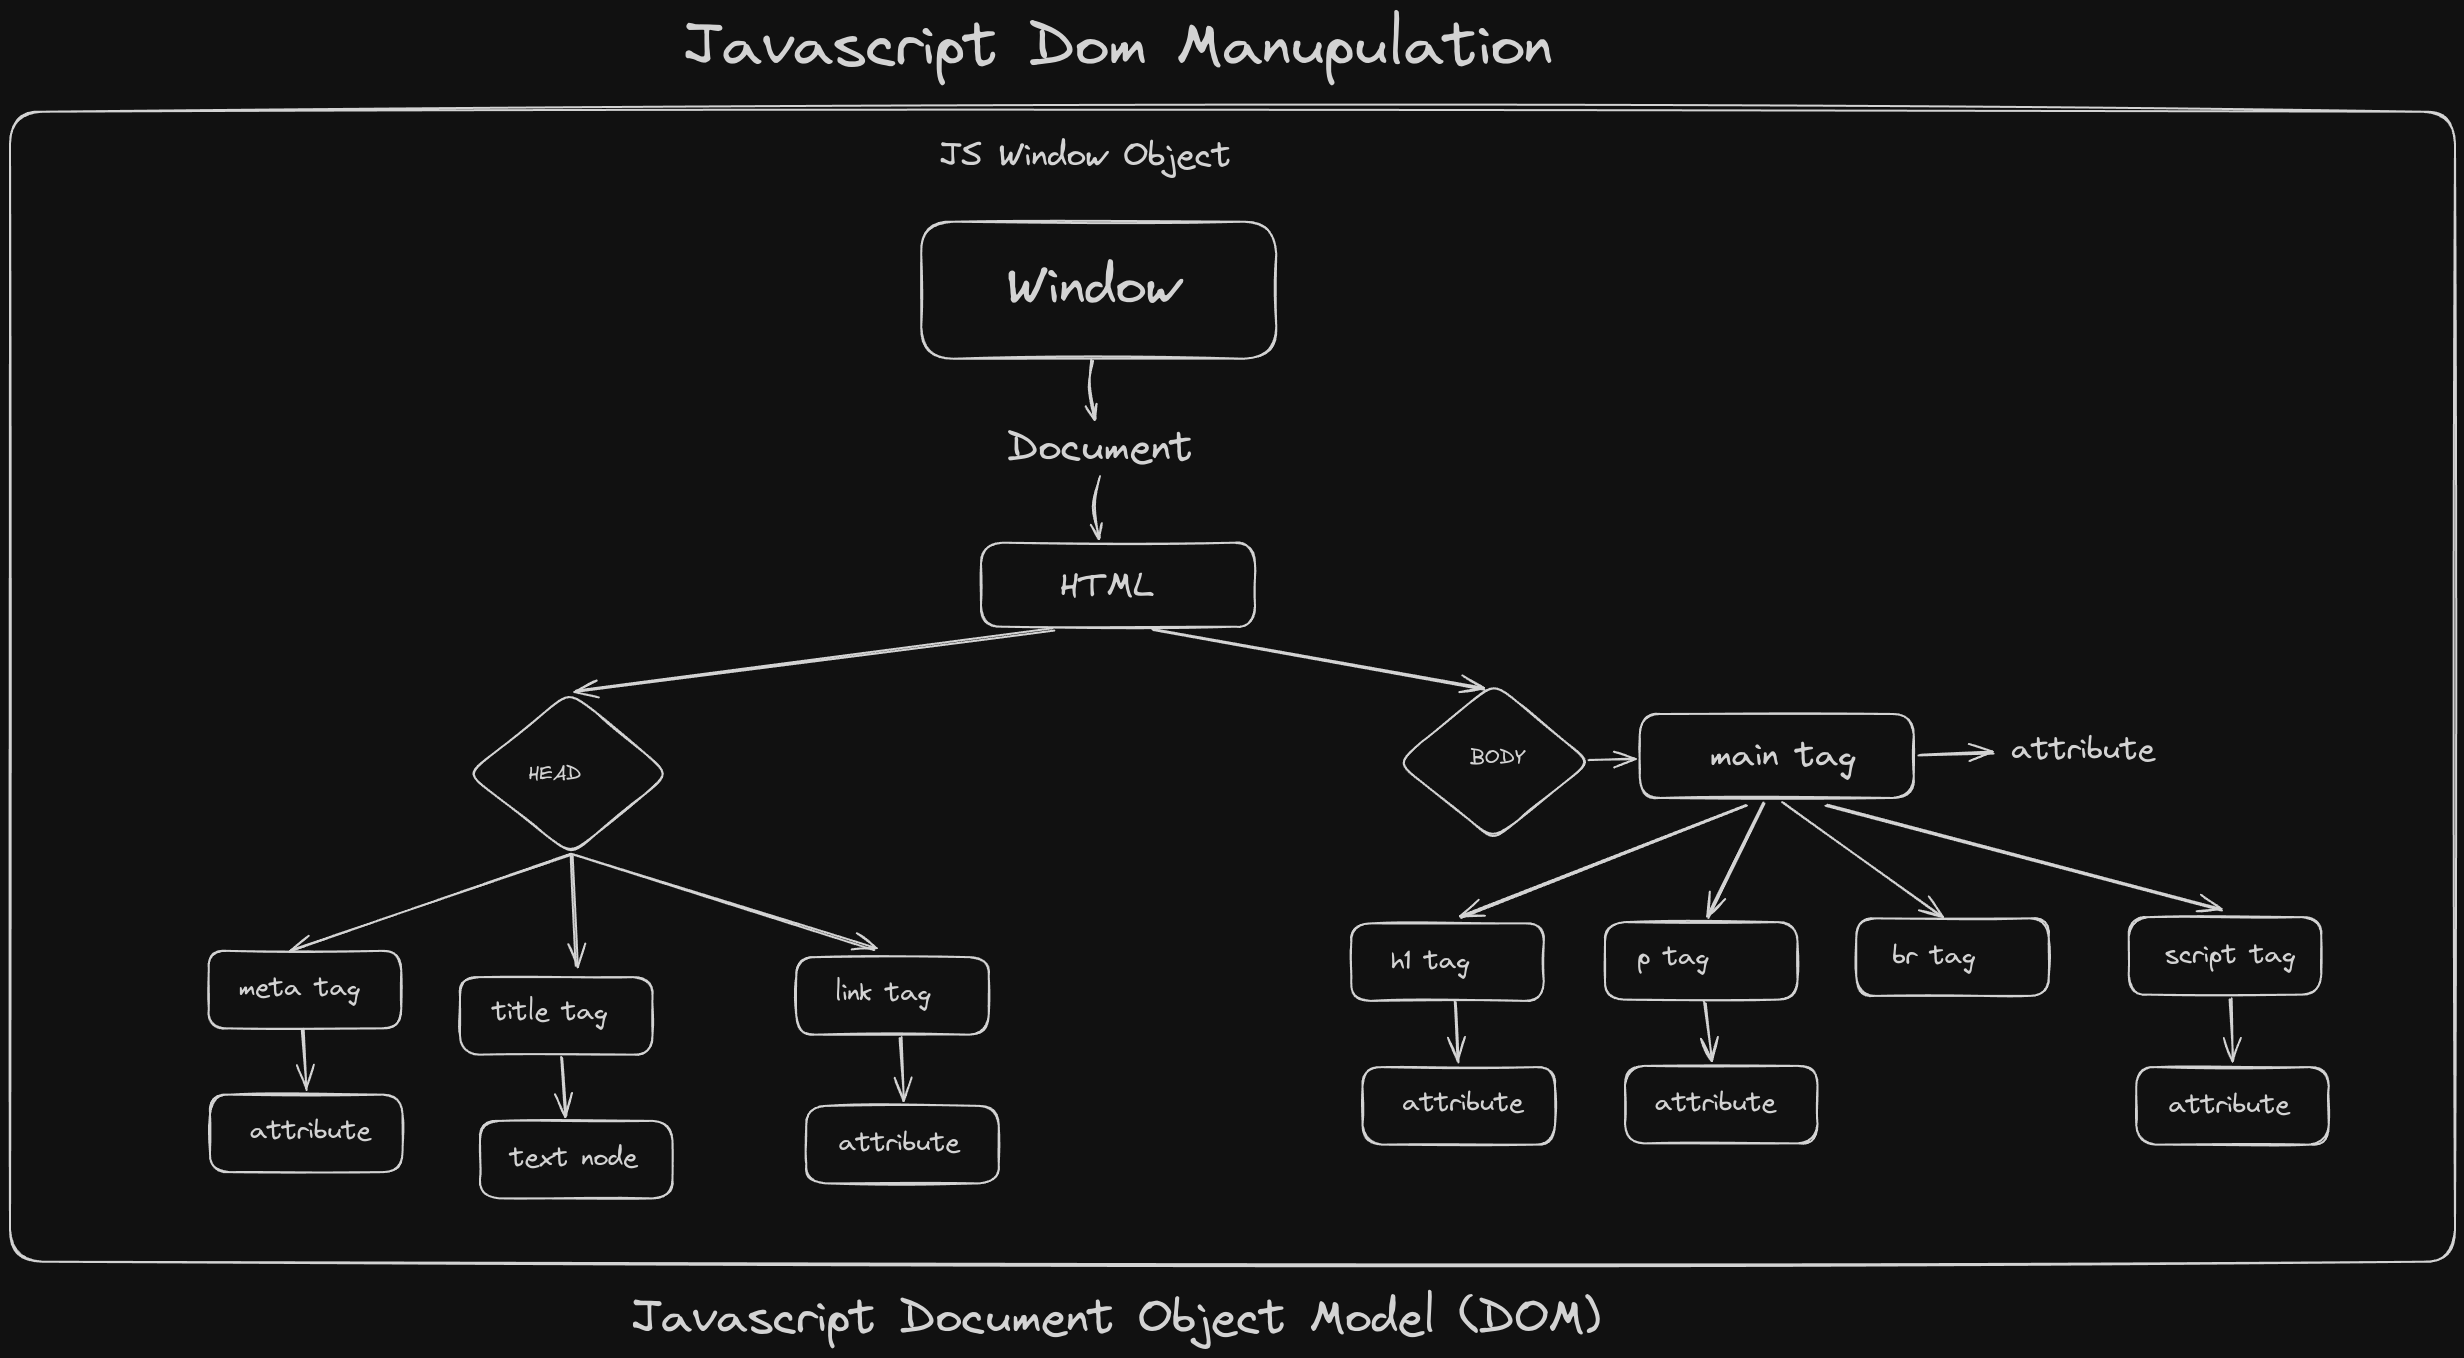 Javascript Dom Manupulation
JS Window Object
Window
Document
HTML
HEAD
BODY
main tag
attribute
meta tag
title tag
link tag
h1 tag
p tag
br tag
script tag
attribute
text node
attribute
attribute
attribute
attribute
Javascript Document Object Model (DOM)